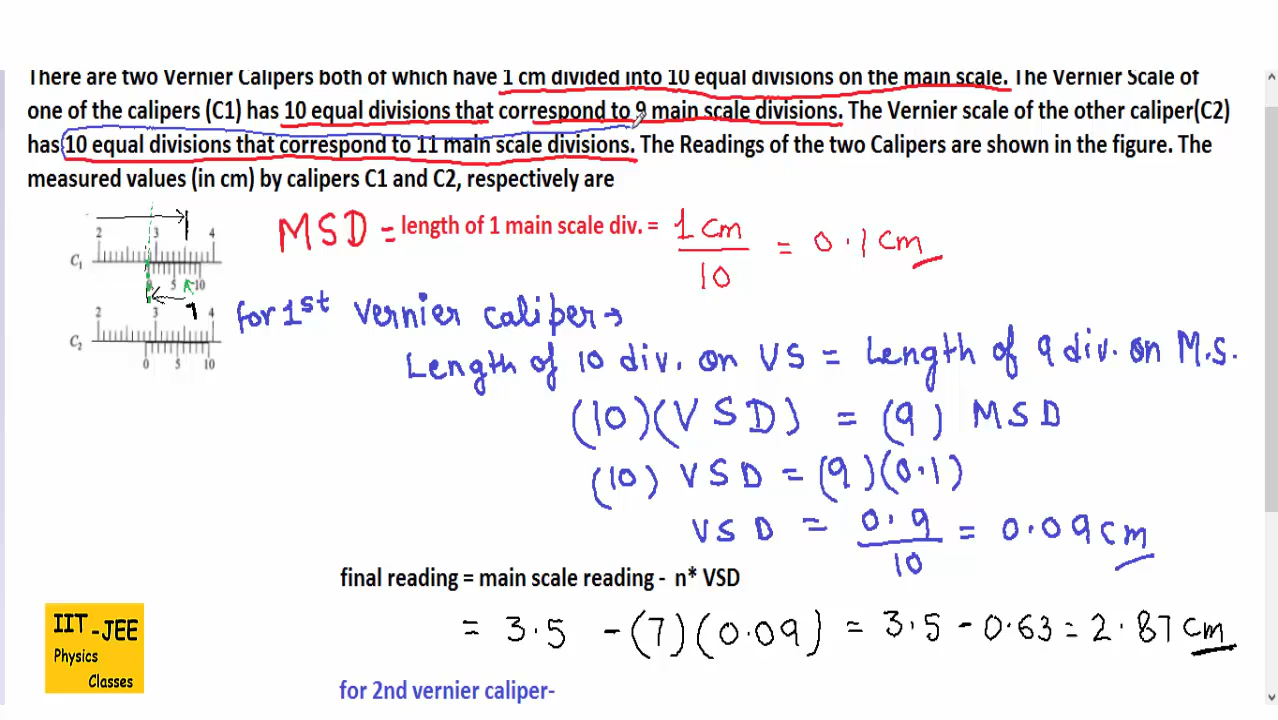 There are two Vernier Calipers both of which have 1 cm divided into 10 equal divisions on the main scale. The Vernier Scale of
one of the calipers (C1) has 10 equal divisions that correspond to 9 main scale divisions. The Vernier scale of the other caliper(C2)
has 10 equal divisions that correspond to 11 main scale divisions. The Readings of the two Calipers are shown in the figure. The
measured values (in cm) by calipers C1 and C2, respectively are
MSD = length of 1 main scale div. = 1 cm / 10 = 0.1 cm
2 3 4
C1
5 10
2 3 4
C2
0 5 10
for 1st Vernier caliper →
Length of 10 div. on VS = Length of 9 div. on M.S.
(10)(VSD) = (9) MSD
(10) VSD = (9)(0.1)
VSD = 0.9 / 10 = 0.09 cm
final reading = main scale reading - n* VSD
= 3.5 - (7)(0.09) = 3.5 - 0.63 = 2.87 cm
IIT -JEE
Physics
Classes
for 2nd vernier caliper-